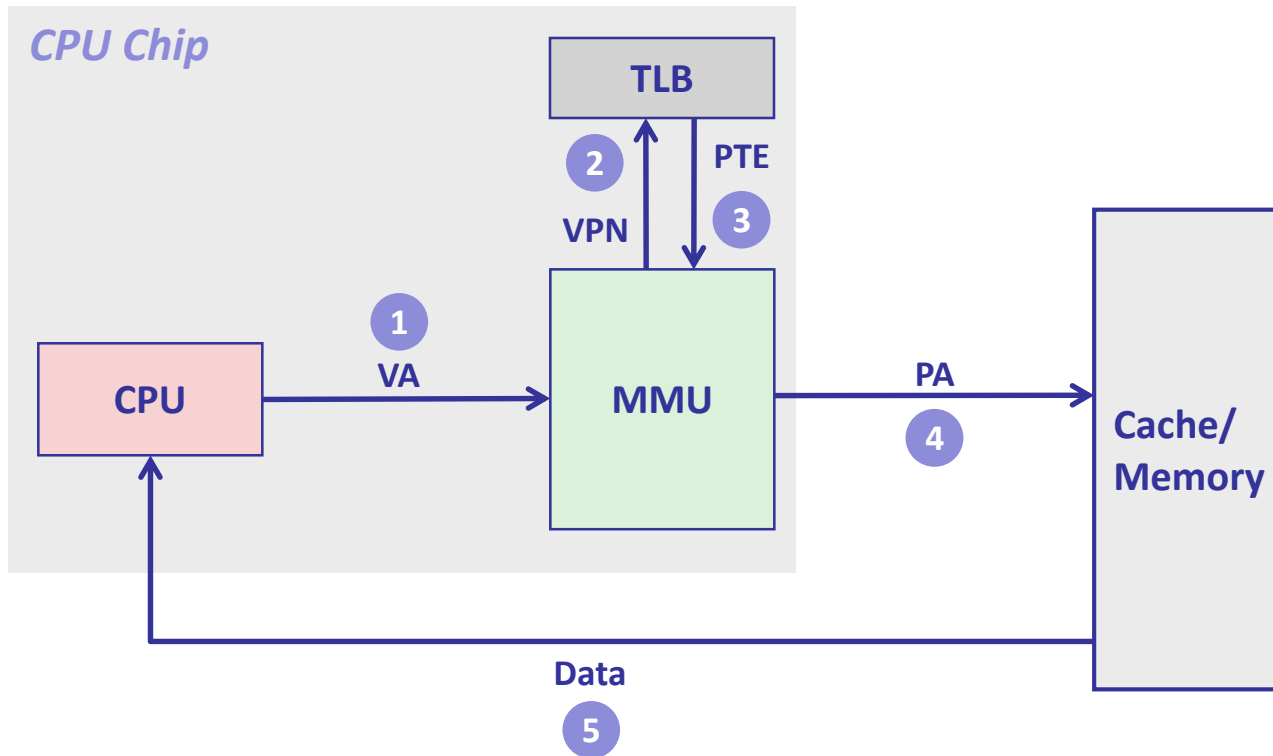 CPU Chip
TLB
2
PTE
VPN
3
1
VA
CPU
MMU
PA
4
Cache/
Memory
Data
5